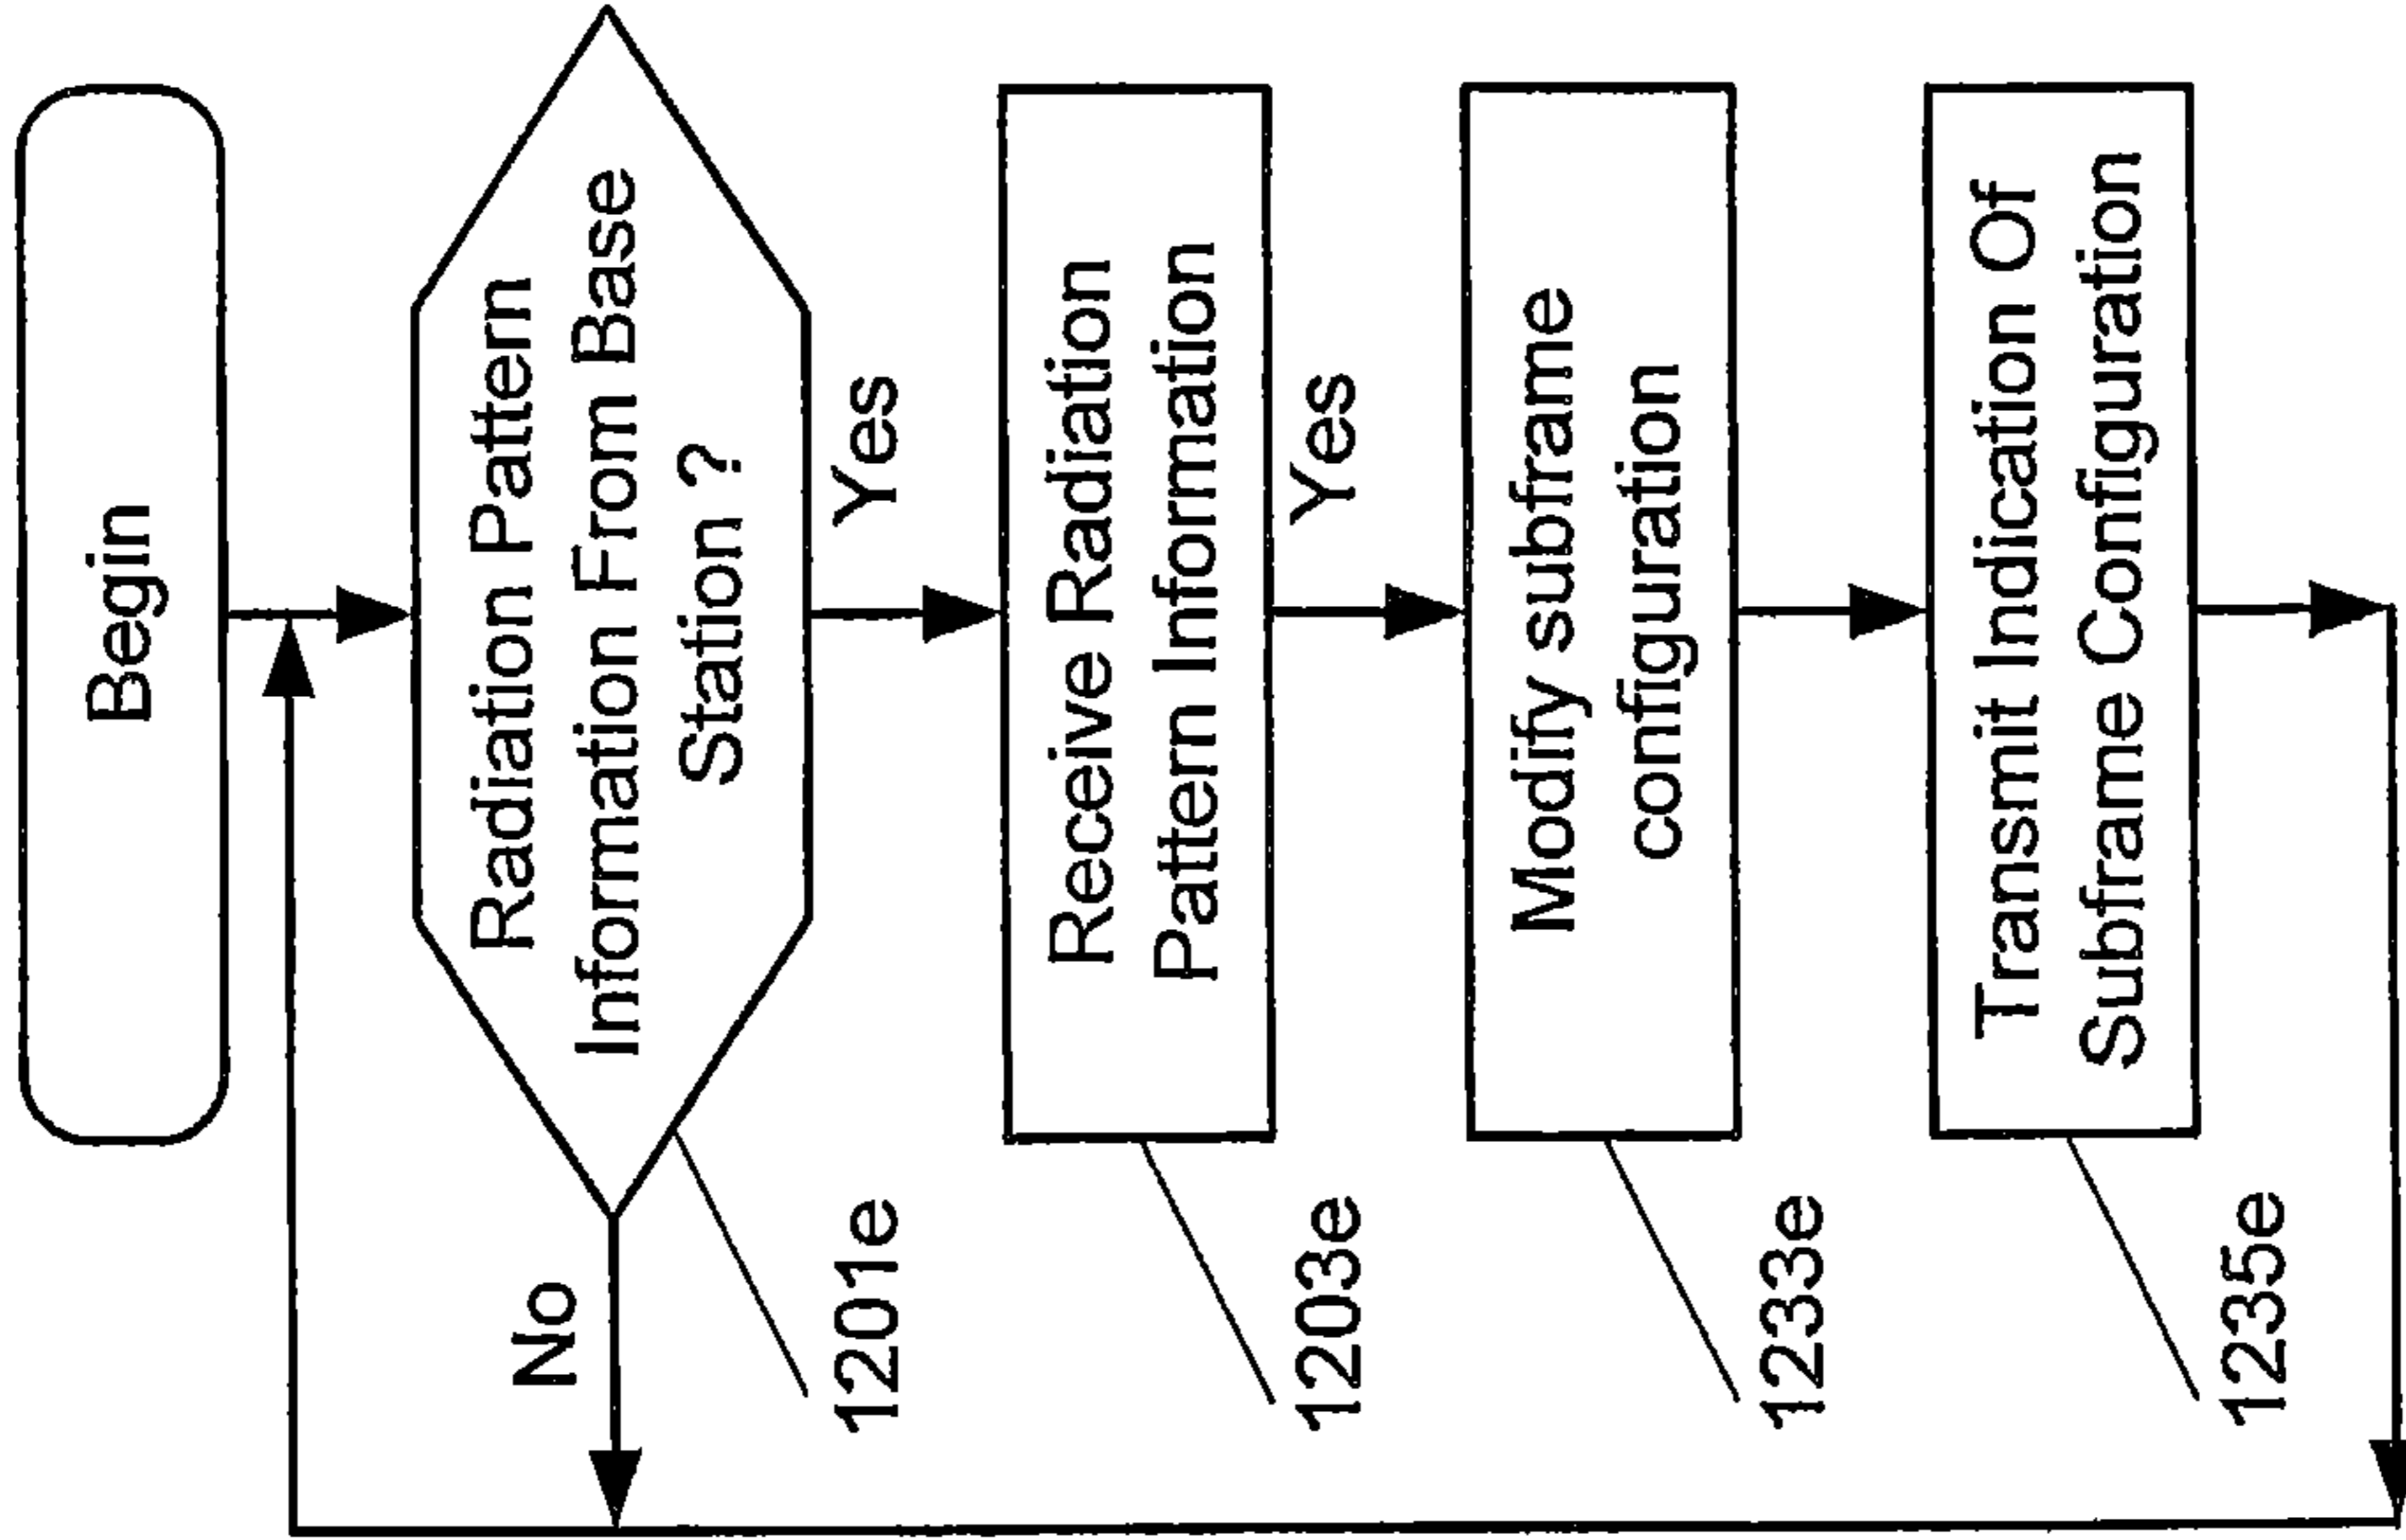 Begin
Radiation Pattern
Information From Base
Station ?
No
Yes
1201e
Receive Radiation
Pattern Information
Yes
1203e
Modify subframe
configuration
1233e
Transmit Indication Of
Subframe Configuration
1235e